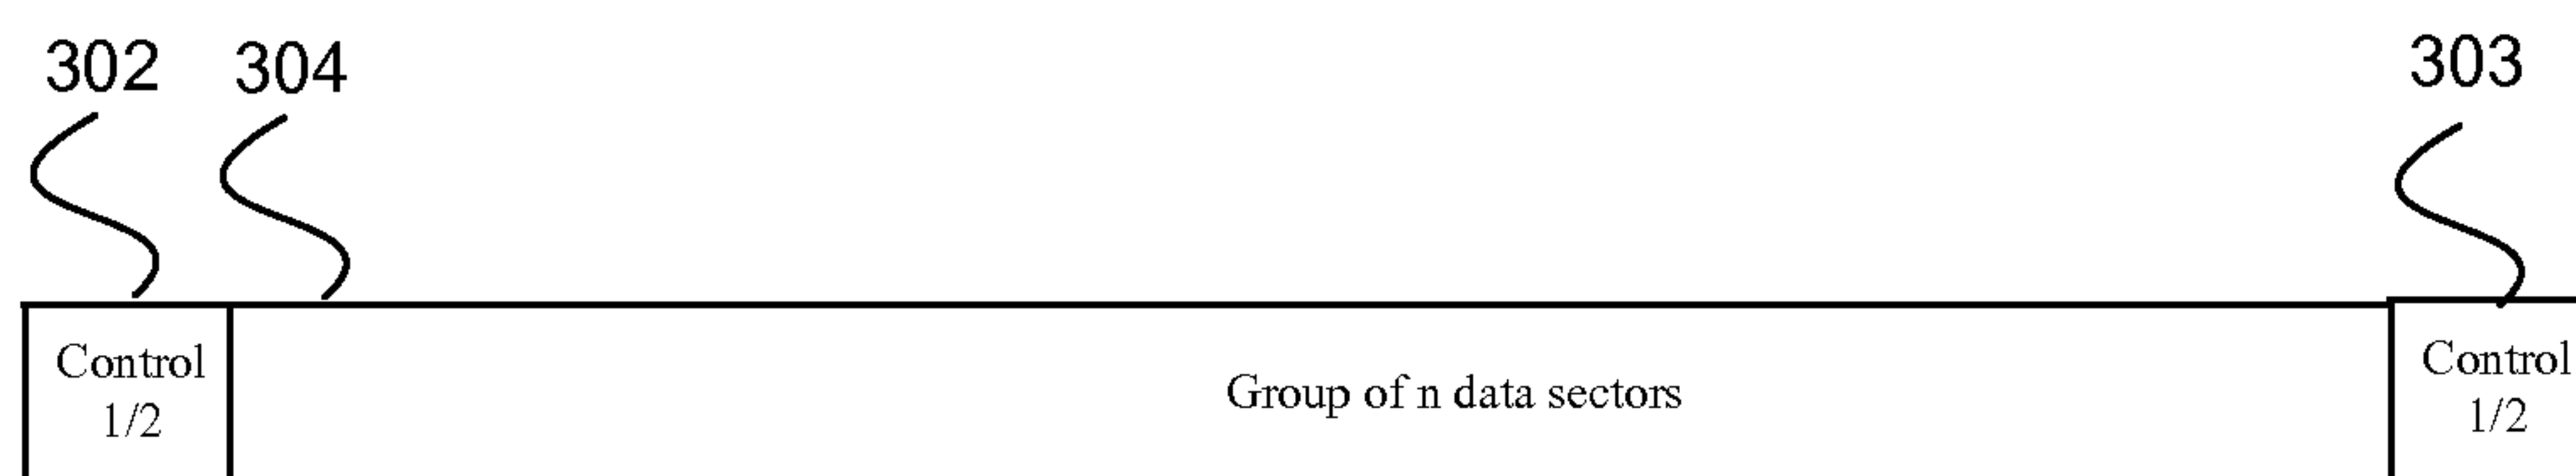 302 304 303
Control
1/2
Group of n data sectors
Control
1/2